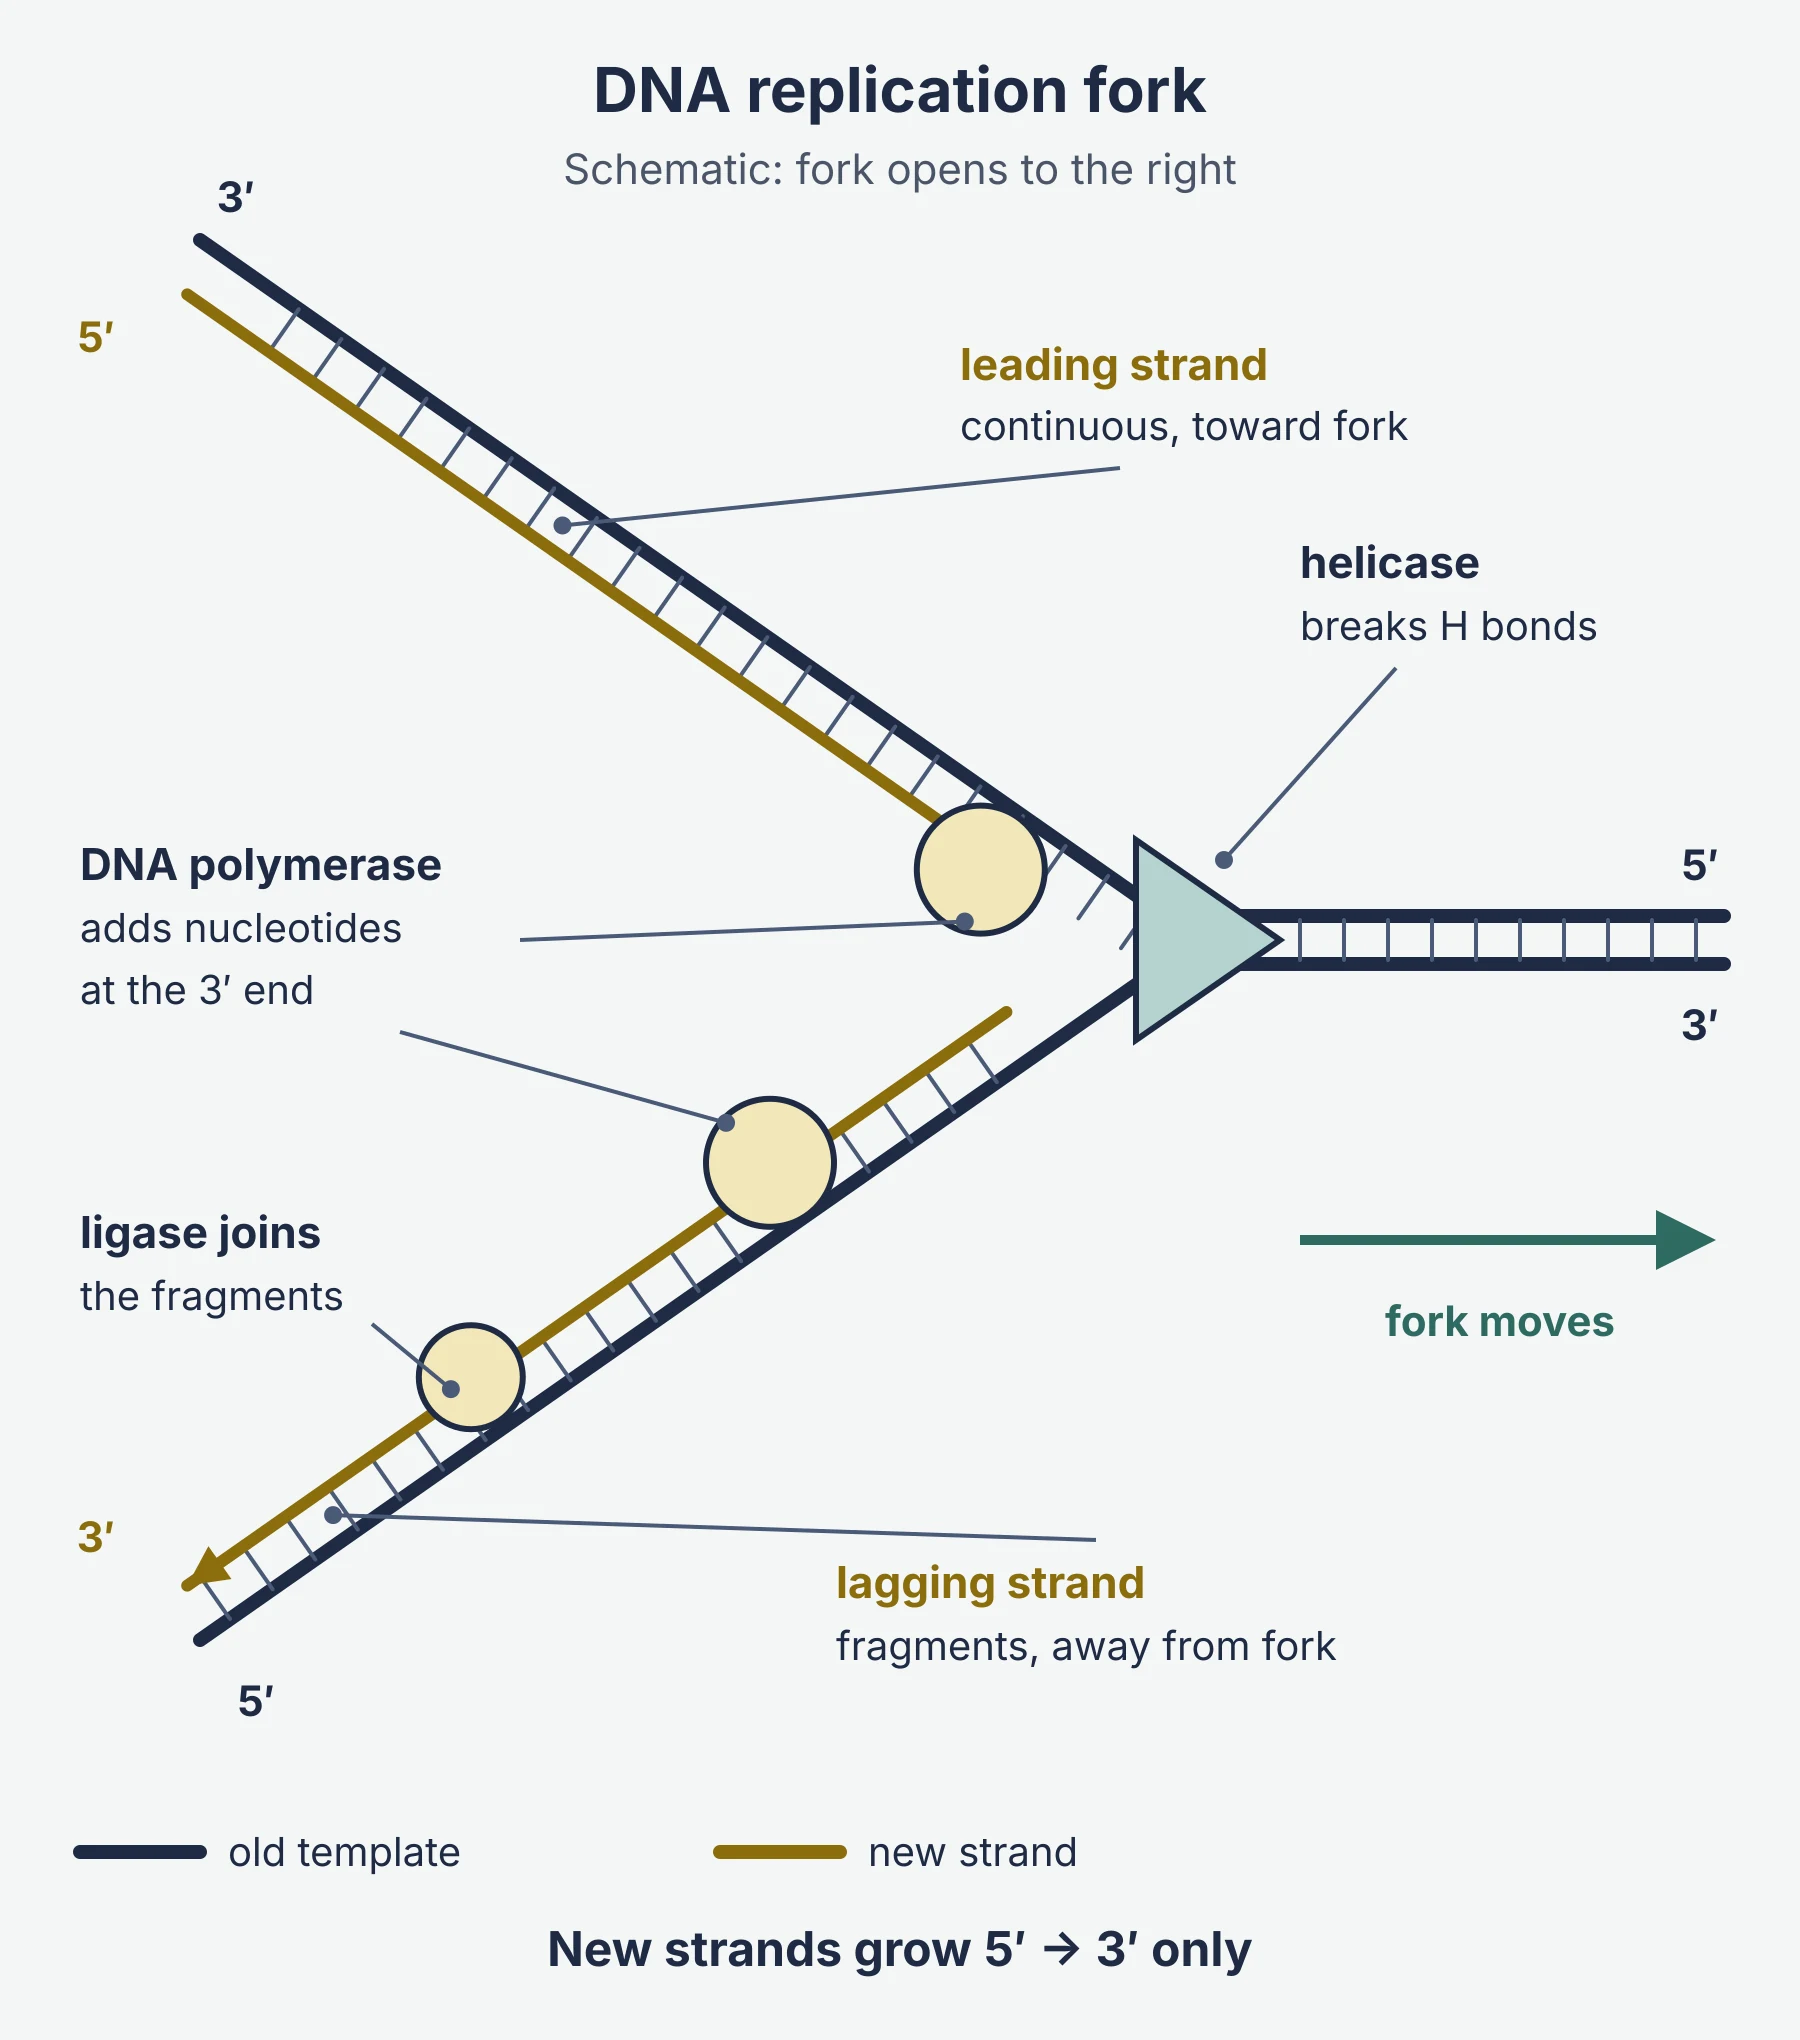 DNA replication fork
Schematic: fork opens to the right
3′
5′
leading strand
continuous, toward fork
helicase
breaks H bonds
DNA polymerase
adds nucleotides
at the 3′ end
5′
3′
ligase joins
the fragments
fork moves
3′
lagging strand
fragments, away from fork
5′
old template
new strand
New strands grow 5′ → 3′ only